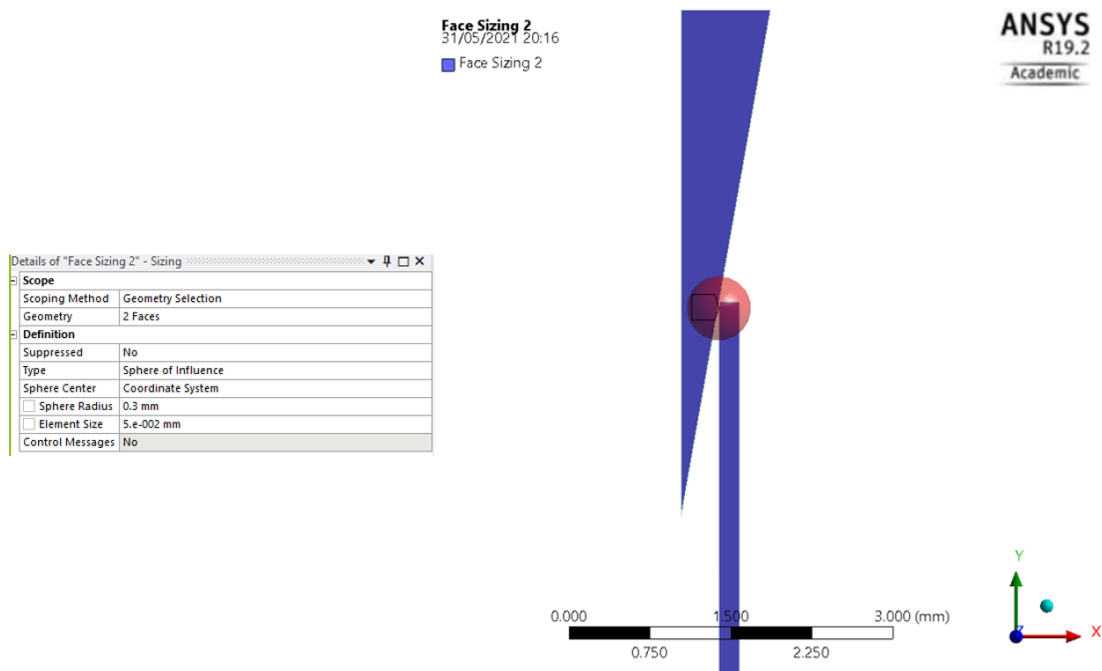 Face Sizing 2
31/05/2021 20:16
Face Sizing 2
ANSYS
R19.2
Academic
Details of "Face Sizing 2" - Sizing
Scope
Scoping Method Geometry Selection
Geometry 2 Faces
Definition
Suppressed No
Type Sphere of Influence
Sphere Center Coordinate System
Sphere Radius 0.3 mm
Element Size 5.e-002 mm
Control Messages No
0.000 1.500 3.000 (mm)
0.750 2.250
Y
Z X